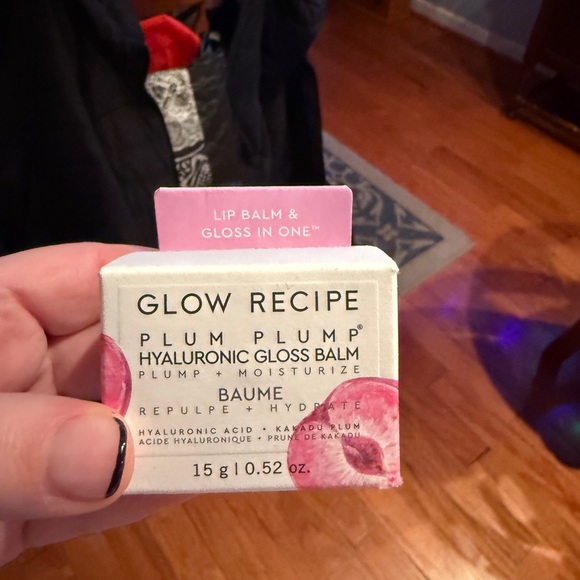 LIP BALM &
GLOSS IN ONE™
GLOW RECIPE
PLUM PLUMP®
HYALURONIC GLOSS BALM
PLUMP + MOISTURIZE
BAUME
REPULPE + HYDRATE
HYALURONIC ACID • KAKADU PLUM
ACIDE HYALURONIQUE • PRUNE DE KAKADU
15 g | 0.52 oz.